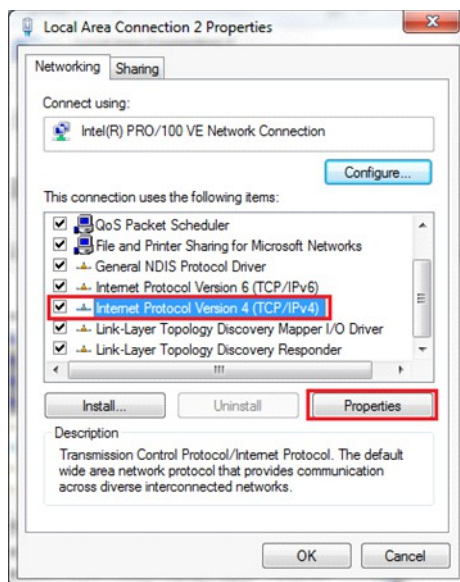 Local Area Connection 2 Properties
Networking Sharing
Connect using:
Intel(R) PRO/100 VE Network Connection
Configure...
This connection uses the following items:
QoS Packet Scheduler
File and Printer Sharing for Microsoft Networks
General NDIS Protocol Driver
Internet Protocol Version 6 (TCP/IPv6)
Internet Protocol Version 4 (TCP/IPv4)
Link-Layer Topology Discovery Mapper I/O Driver
Link-Layer Topology Discovery Responder
Install... Uninstall Properties
Description
Transmission Control Protocol/Internet Protocol. The default
wide area network protocol that provides communication
across diverse interconnected networks.
OK Cancel